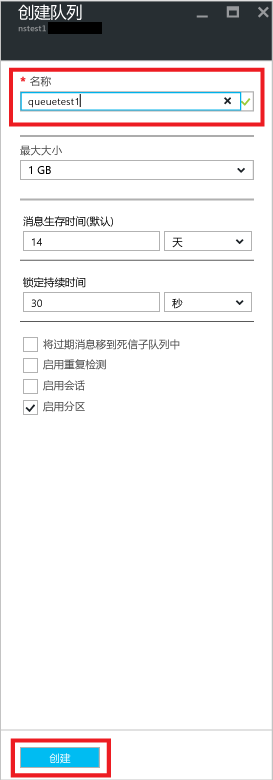 创建队列
nstest1
* 名称
queuetest1
最大大小
1 GB
消息生存时间(默认)
14 天
锁定持续时间
30 秒
将过期消息移到死信子队列中
启用重复检测
启用会话
启用分区
创建